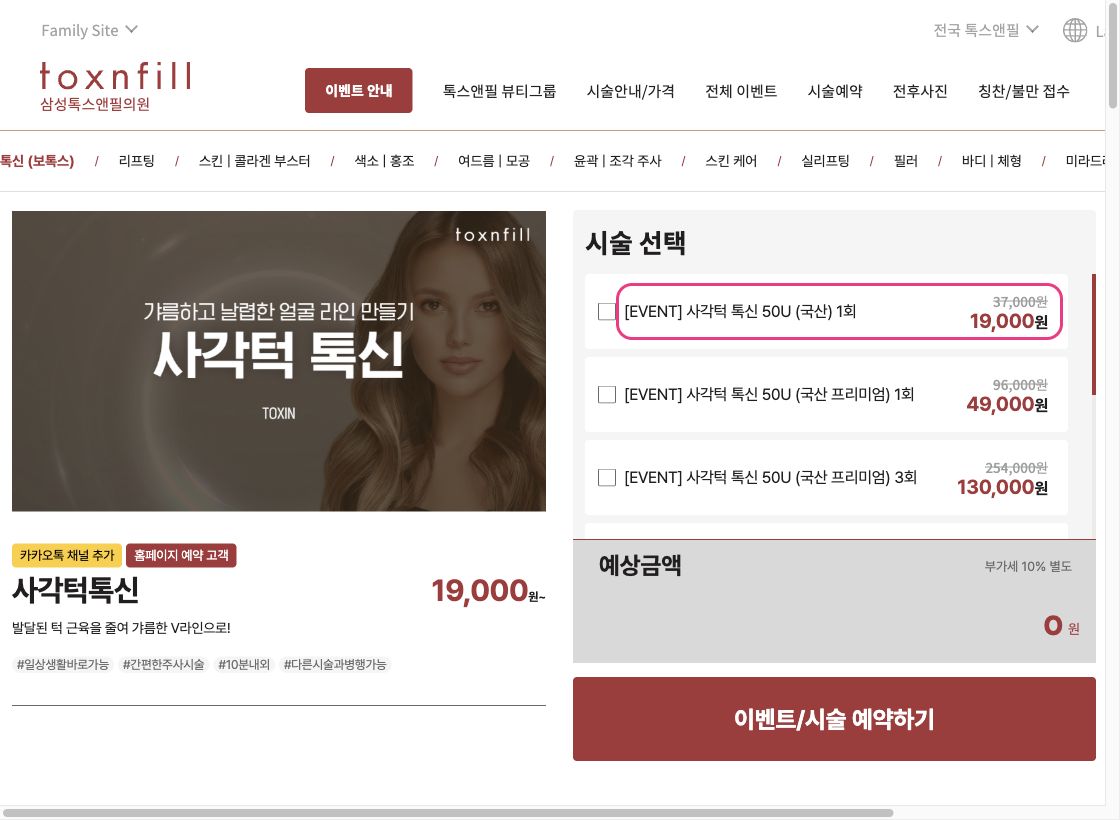 Family Site
전국 톡스앤필
toxnfill
삼성톡스앤필의원
이벤트 안내
톡스앤필 뷰티그룹
시술안내/가격
전체 이벤트
시술예약
전후사진
칭찬/불만 접수
톡신 (보톡스) / 리프팅 / 스킨 | 콜라겐 부스터 / 색소 | 홍조 / 여드름 | 모공 / 윤곽 | 조각 주사 / 스킨 케어 / 실리프팅 / 필러 / 바디 | 체형 /
toxnfill
갸름하고 날렵한 얼굴 라인 만들기
사각턱 톡신
TOXIN
카카오톡 채널 추가
홈페이지 예약 고객
사각턱톡신
19,000원~
발달된 턱 근육을 줄여 갸름한 V라인으로!
#일상생활바로가능 #간편한주사시술 #10분내외 #다른시술과병행가능
시술 선택
[EVENT] 사각턱 톡신 50U (국산) 1회
37,000원
19,000원
[EVENT] 사각턱 톡신 50U (국산 프리미엄) 1회
96,000원
49,000원
[EVENT] 사각턱 톡신 50U (국산 프리미엄) 3회
254,000원
130,000원
예상금액
부가세 10% 별도
0 원
이벤트/시술 예약하기